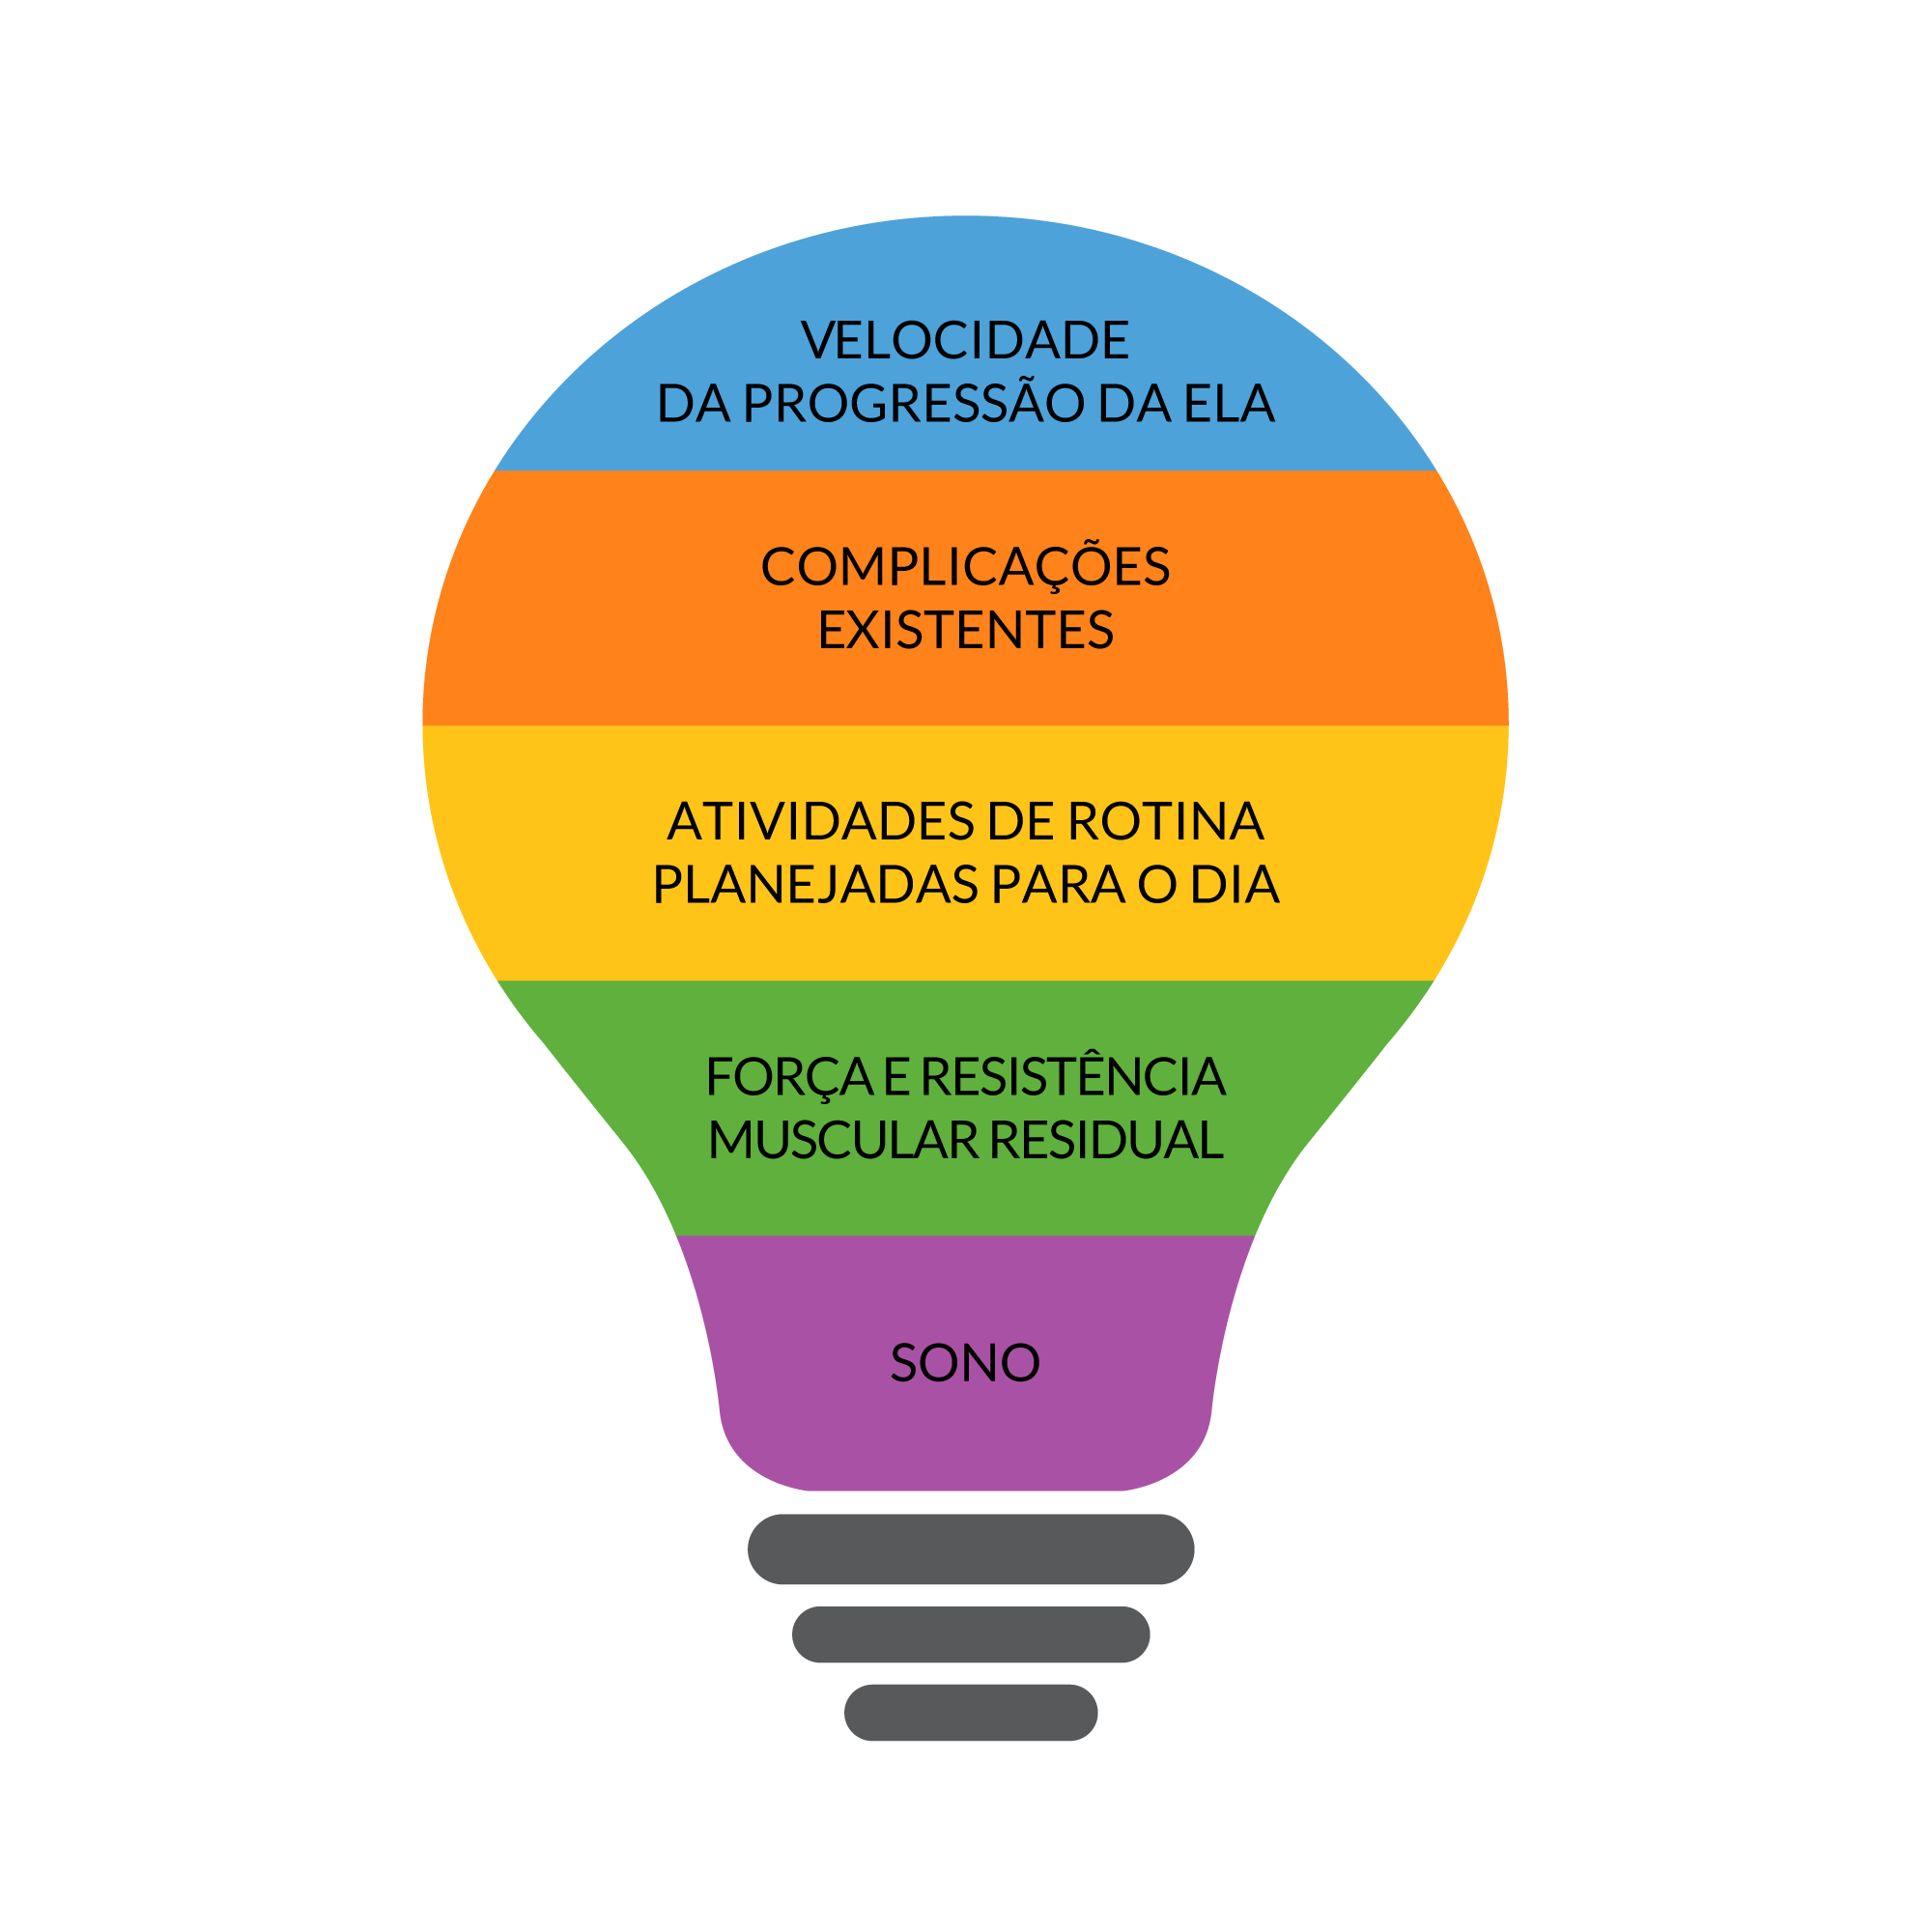 VELOCIDADE
DA PROGRESSÃO DA ELA
COMPLICAÇÕES
EXISTENTES
ATIVIDADES DE ROTINA
PLANEJADAS PARA O DIA
FORÇA E RESISTÊNCIA
MUSCULAR RESIDUAL
SONO